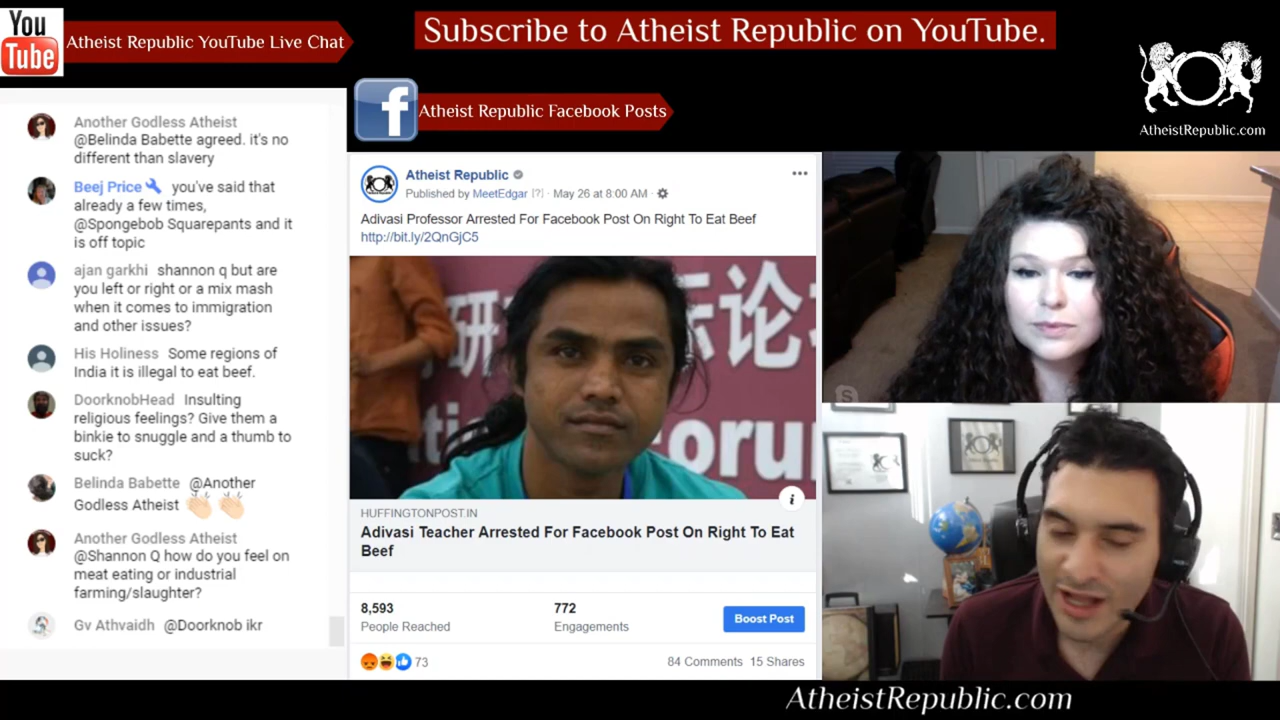 You
Tube
Atheist Republic YouTube Live Chat
Subscribe to Atheist Republic on YouTube.
AtheistRepublic.com
f
Atheist Republic Facebook Posts
Another Godless Atheist
@Belinda Babette agreed. it's no
different than slavery
Beej Price you've said that
already a few times,
@Spongebob Squarepants and it
is off topic
ajan garkhi shannon q but are
you left or right or a mix mash
when it comes to immigration
and other issues?
His Holiness Some regions of
India it is illegal to eat beef.
DoorknobHead Insulting
religious feelings? Give them a
binkie to snuggle and a thumb to
suck?
Belinda Babette @Another
Godless Atheist
Another Godless Atheist
@Shannon Q how do you feel on
meat eating or industrial
farming/slaughter?
Gv Athvaidh @Doorknob ikr
Atheist Republic
Published by MeetEdgar [?] · May 26 at 8:00 AM ·
Adivasi Professor Arrested For Facebook Post On Right To Eat Beef
http://bit.ly/2QnGjC5
研
际论
Foru
HUFFINGTONPOST.IN
Adivasi Teacher Arrested For Facebook Post On Right To Eat
Beef
8,593
People Reached
772
Engagements
Boost Post
73
84 Comments 15 Shares
S
AtheistRepublic.com